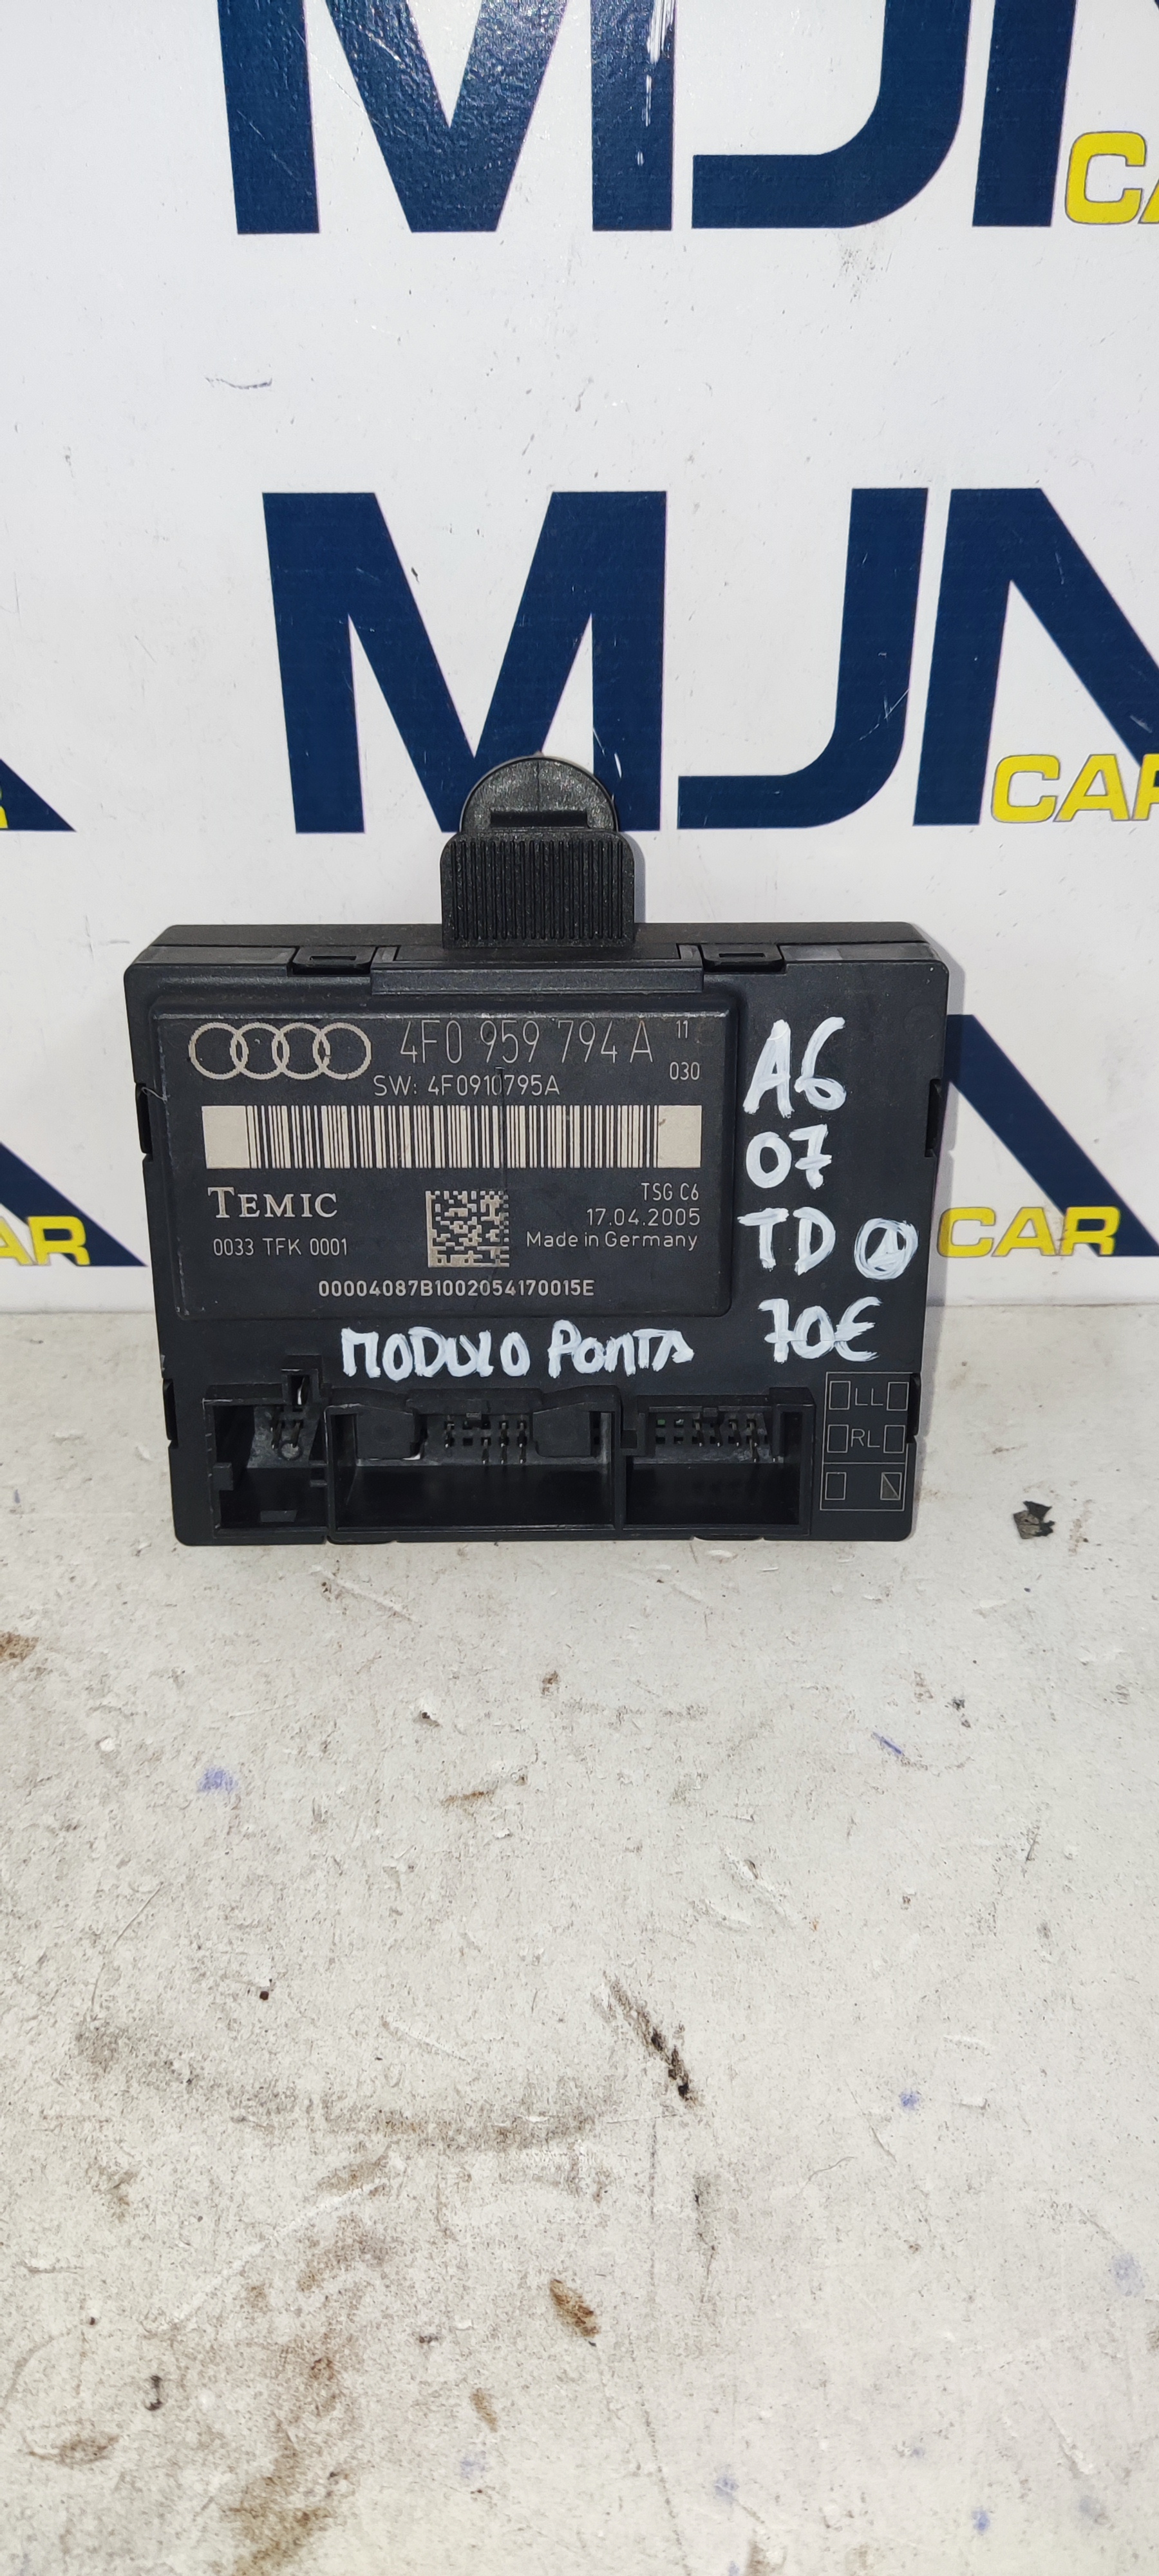 MJN
CA
MJN
CAR
R
4F0 959 794 A 11
030
SW: 4F0910795A
A6
07
TEMIC
TSG C6
17.04.2005
0033 TFK 0001
Made in Germany
TD
CAR
AR
00004087B1002054170015E
MODULO PORTA
70€
LL
RL